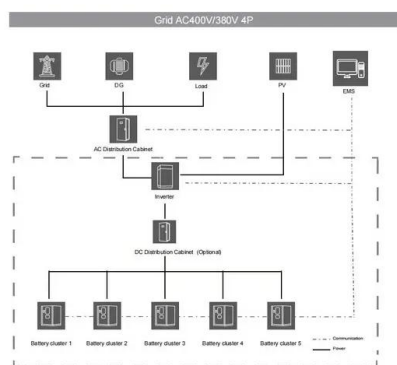 Grid AC400V/380V 4P
Grid
DG
Load
PV
EMS
AC Distribution Cabinet
Inverter
DC Distribution Cabinet (Optional)
Battery cluster 1
Battery cluster 2
Battery cluster 3
Battery cluster 4
Battery cluster 5
Communication
Power